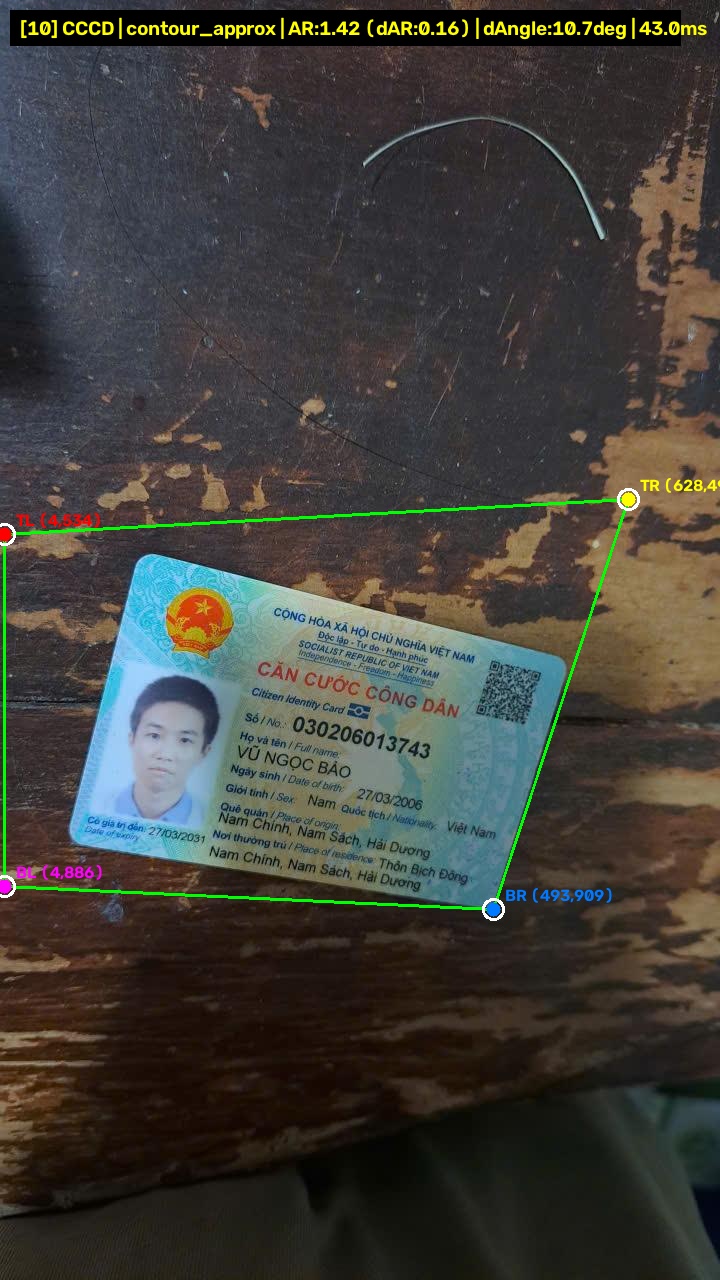 [10] CCCD | contour_approx | AR:1.42 (dAR:0.16) | dAngle:10.7deg | 43.0ms
TR (628,49
TL (4,534)
CỘNG HÒA XÃ HỘI CHỦ NGHĨA VIỆT NAM
Độc lập - Tự do - Hạnh phúc
SOCIALIST REPUBLIC OF VIET NAM
Independence - Freedom - Happiness
CĂN CƯỚC CÔNG DÂN
Citizen Identity Card
Số / No.: 030206013743
Họ và tên / Full name:
VŨ NGỌC BẢO
Ngày sinh / Date of birth: 27/03/2006
Giới tính / Sex: Nam Quốc tịch / Nationality: Việt Nam
Quê quán / Place of origin:
Nam Chính, Nam Sách, Hải Dương
Có giá trị đến: 27/03/2031
Date of expiry
Nơi thường trú / Place of residence: Thôn Bịch Đông
Nam Chính, Nam Sách, Hải Dương
BL (4,886)
BR (493,909)